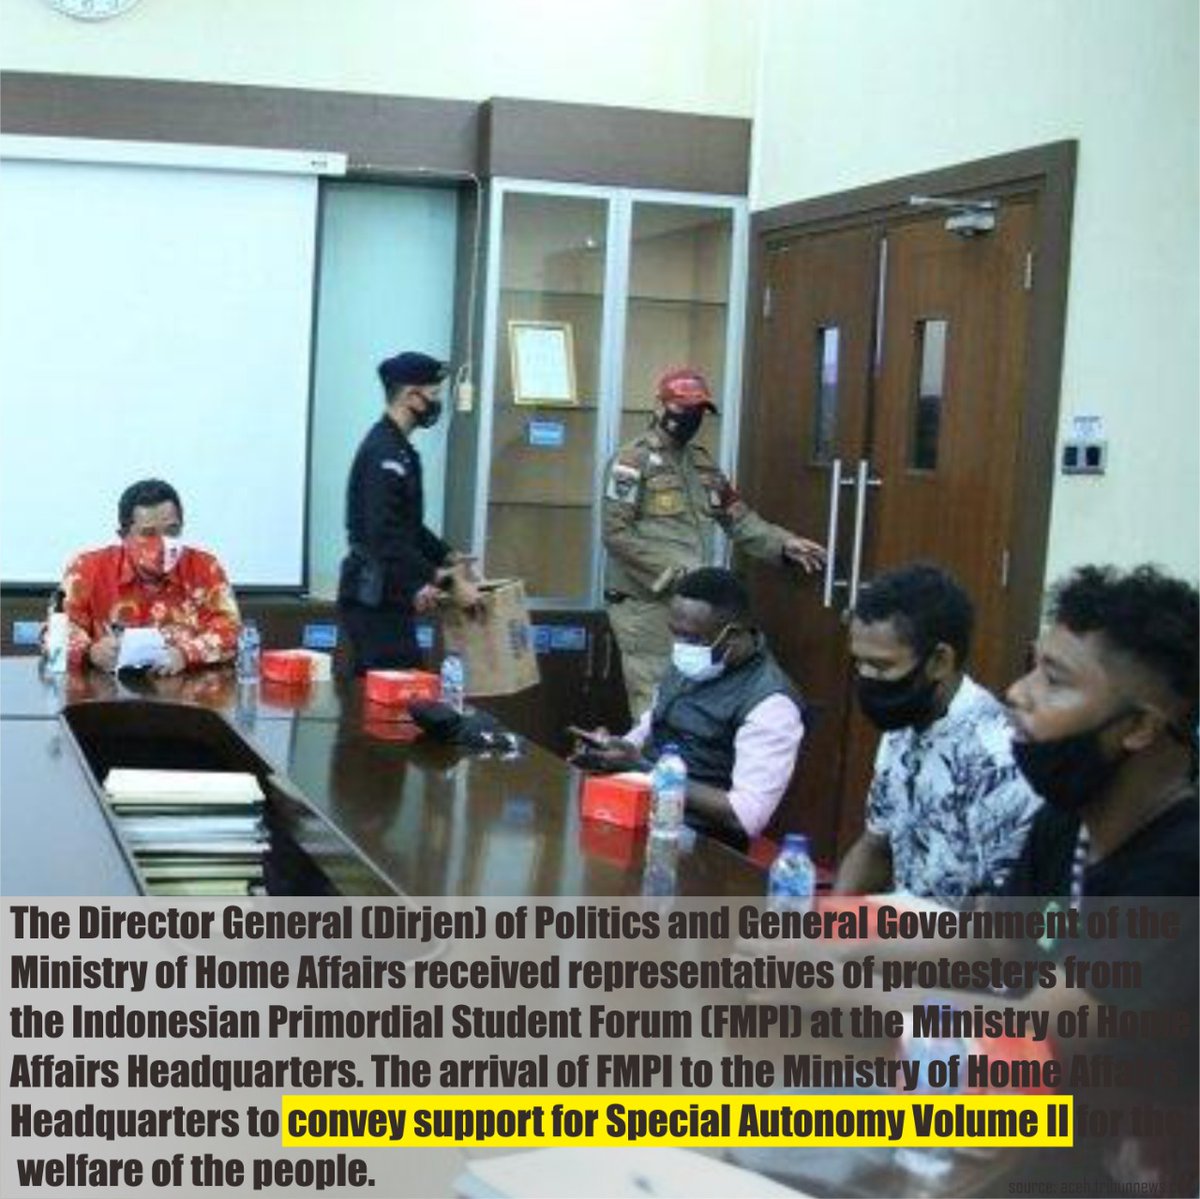 The Director General (Dirjen) of Politics and General Government of the
Ministry of Home Affairs received representatives of protesters from
the Indonesian Primordial Student Forum (FMPI) at the Ministry of Home
Affairs Headquarters. The arrival of FMPI to the Ministry of Home Affairs
Headquarters to convey support for Special Autonomy Volume II for the
welfare of the people.
source: aceh.tribunnews